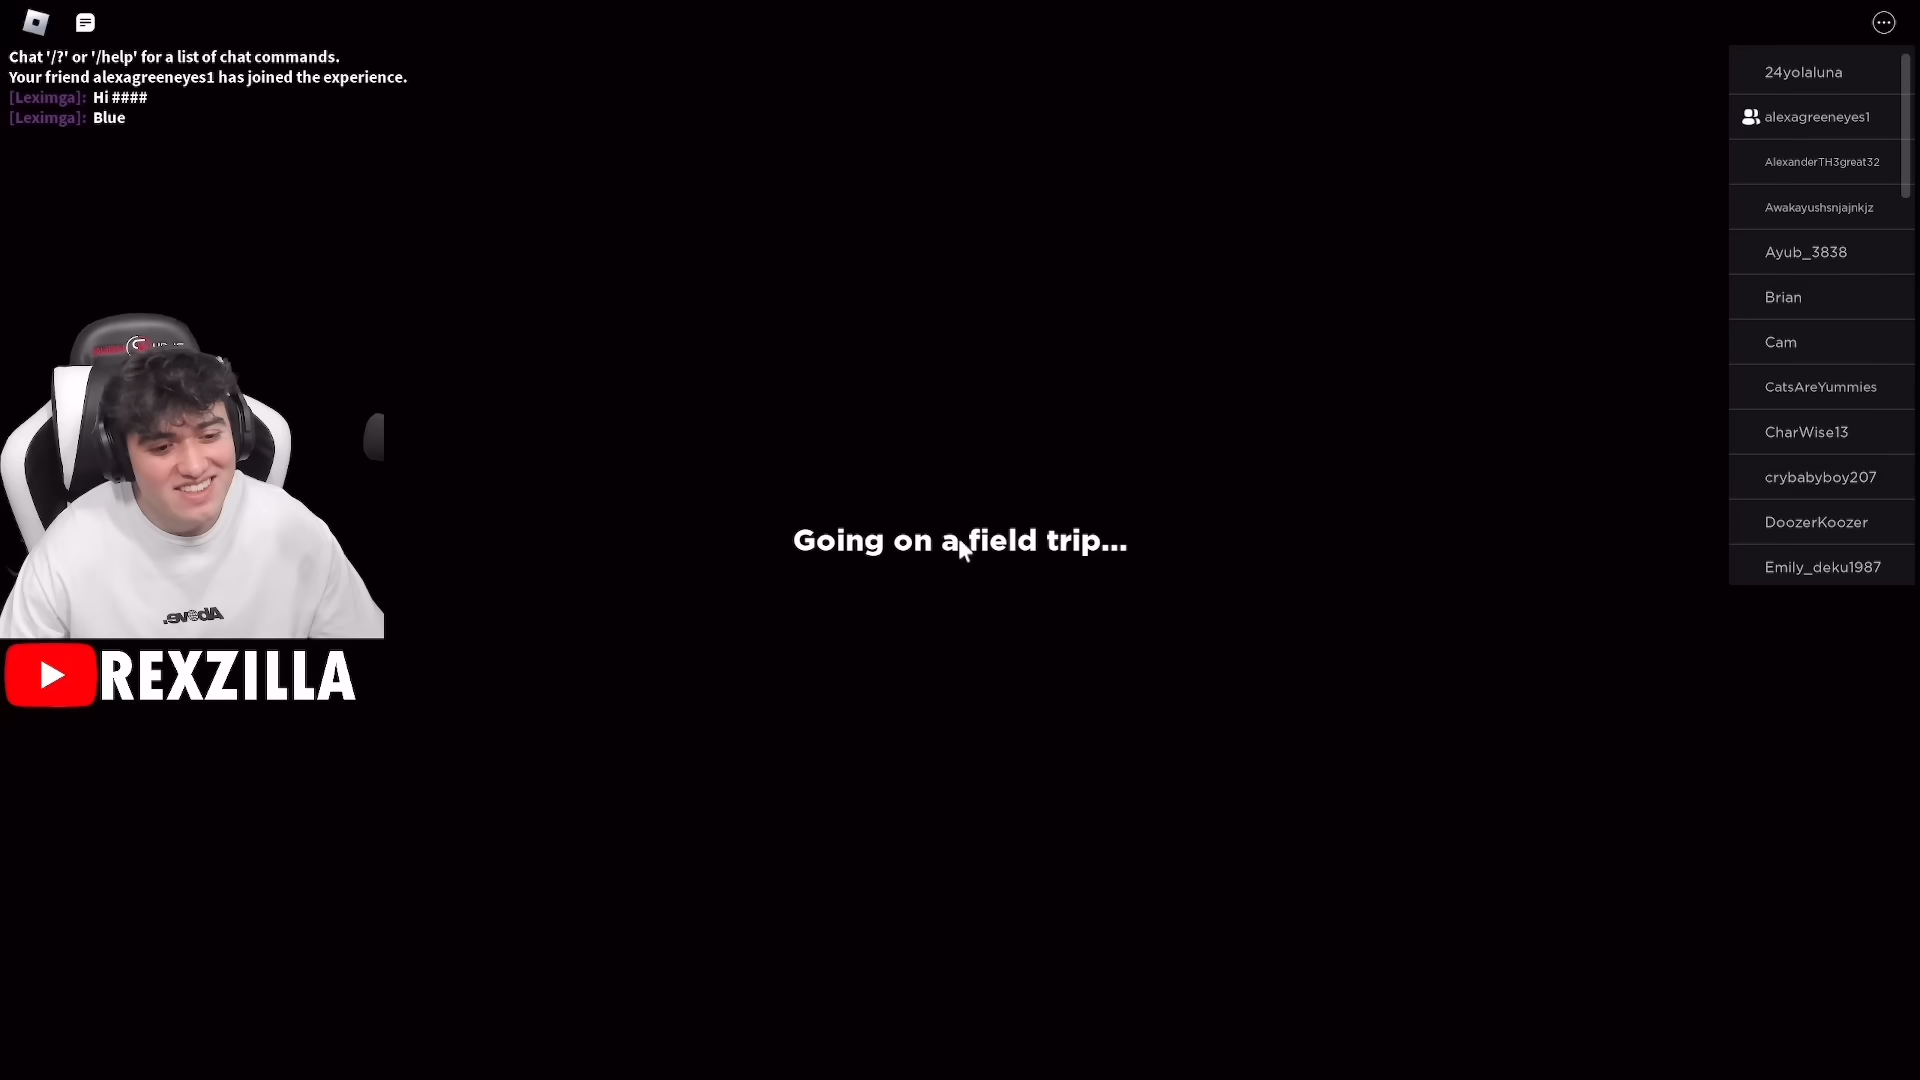 Chat '/?' or '/help' for a list of chat commands.
Your friend alexagreeneyes1 has joined the experience.
[Leximga]: Hi ####
[Leximga]: Blue
24yolaluna
alexagreeneyes1
AlexanderTH3great32
Awakayushsnjajnkjz
Ayub_3838
Brian
Cam
CatsAreYummies
CharWise13
crybabyboy207
DoozerKoozer
Emily_deku1987
Going on a field trip...
Above.
REXZILLA